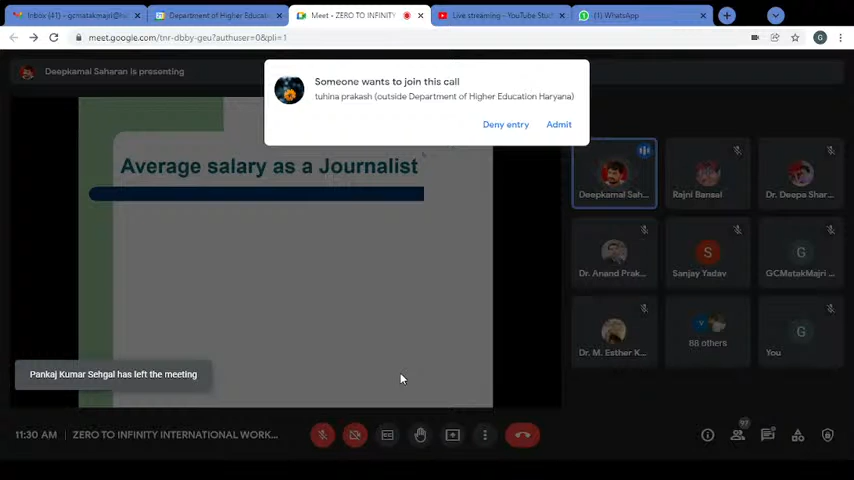 Inbox (41) - gcmatakmajri@hi
Department of Higher Educatio
Meet – ZERO TO INFINITY
Live streaming - YouTube Stud
(1) WhatsApp
meet.google.com/tnr-dbby-geu?authuser=0&pli=1
G
Deepkamal Saharan is presenting
Someone wants to join this call
tuhina prakash (outside Department of Higher Education Haryana)
Deny entry
Admit
Average salary as a Journalist
Deepkamal Sah...
Rajni Bansal
Dr. Deepa Shar...
S
G
Dr. Anand Prak...
Sanjay Yadav
GCMatakMajri ...
V
G
88 others
Dr. M. Esther K...
You
Pankaj Kumar Sehgal has left the meeting
11:30 AM | ZERO TO INFINITY INTERNATIONAL WORK...
97